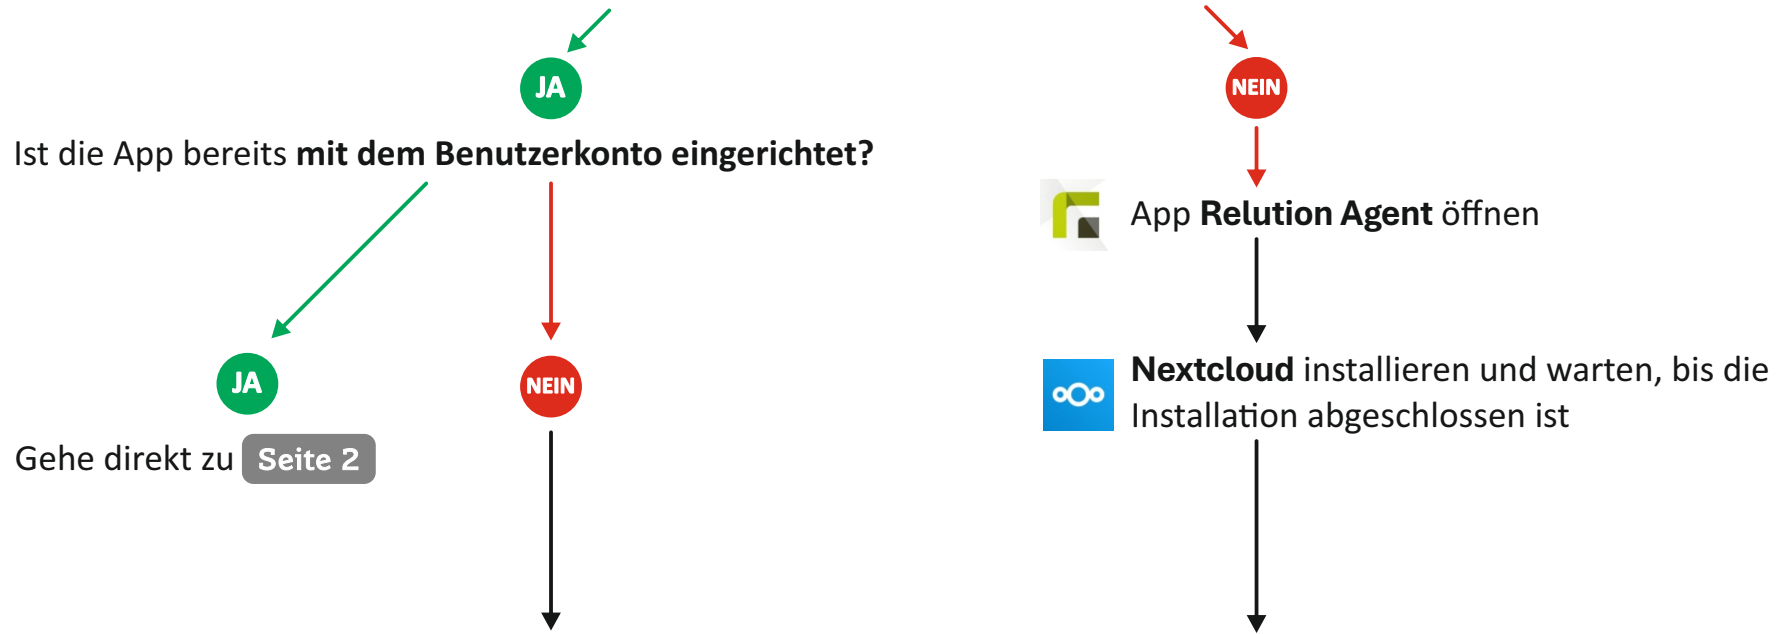 JA
Ist die App bereits mit dem Benutzerkonto eingerichtet?
JA
NEIN
Gehe direkt zu Seite 2
NEIN
App Relution Agent öffnen
Nextcloud installieren und warten, bis die
Installation abgeschlossen ist